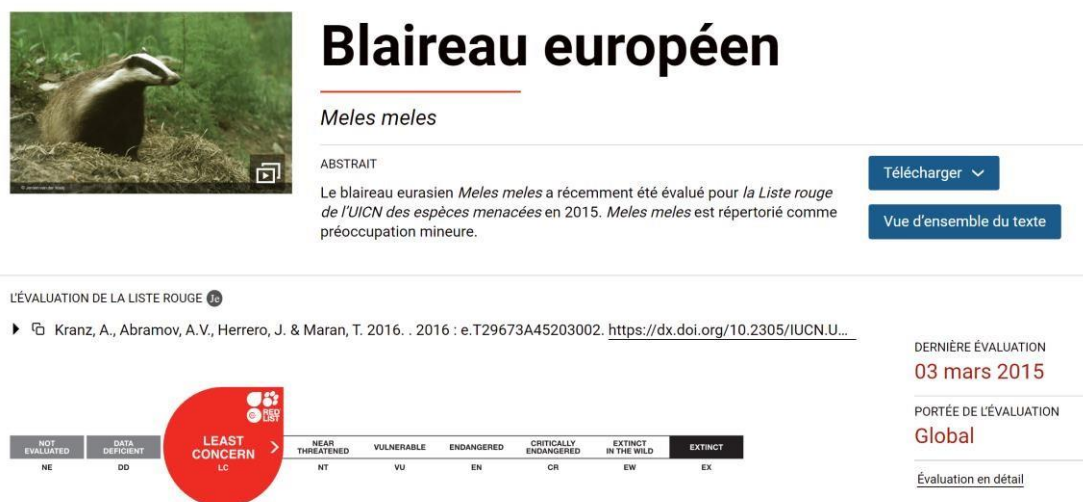 Blaireau européen
Meles meles
ABSTRAIT
Le blaireau eurasien Meles meles a récemment été évalué pour la Liste rouge
de l'UICN des espèces menacées en 2015. Meles meles est répertorié comme
préoccupation mineure.
Télécharger
Vue d'ensemble du texte
L'ÉVALUATION DE LA LISTE ROUGE Je
Kranz, A., Abramov, A.V., Herrero, J. & Maran, T. 2016. . 2016 : e.T29673A45203002. https://dx.doi.org/10.2305/IUCN.U...
DERNIÈRE ÉVALUATION
03 mars 2015
PORTÉE DE L'ÉVALUATION
Global
Évaluation en détail
RED
LIST
NOT
EVALUATED
NE
DATA
DEFICIENT
DD
LEAST
CONCERN
LC
NEAR
THREATENED
NT
VULNERABLE
VU
ENDANGERED
EN
CRITICALLY
ENDANGERED
CR
EXTINCT
IN THE WILD
EW
EXTINCT
EX